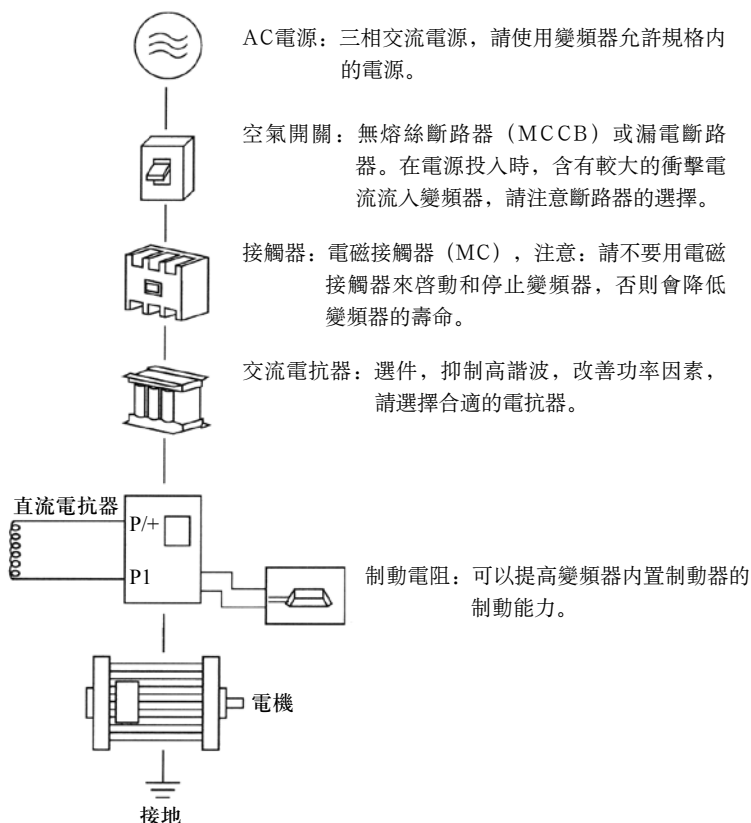 AC電源：三相交流電源，請使用變頻器允許規格内
的電源。
空氣開關：無熔絲斷路器（MCCB）或漏電斷路
器。在電源投入時，含有較大的衝擊電
流流入變頻器，請注意斷路器的選擇。
接觸器：電磁接觸器（MC），注意：請不要用電磁
接觸器來啓動和停止變頻器，否則會降低
變頻器的壽命。
交流電抗器：選件，抑制高諧波，改善功率因素，
請選擇合適的電抗器。
直流電抗器
P/+
P1
制動電阻：可以提高變頻器内置制動器的
制動能力。
電機
接地